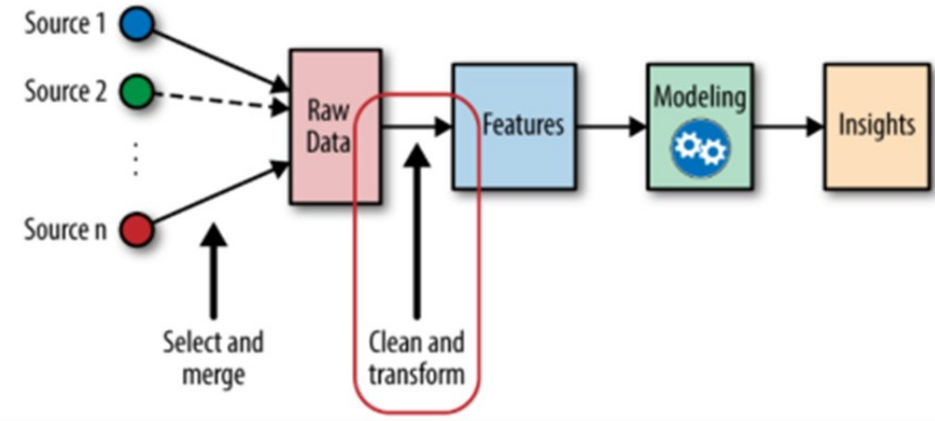 Source 1
Source 2
Source n
Raw
Data
Features
Modeling
Insights
Select and
merge
Clean and
transform